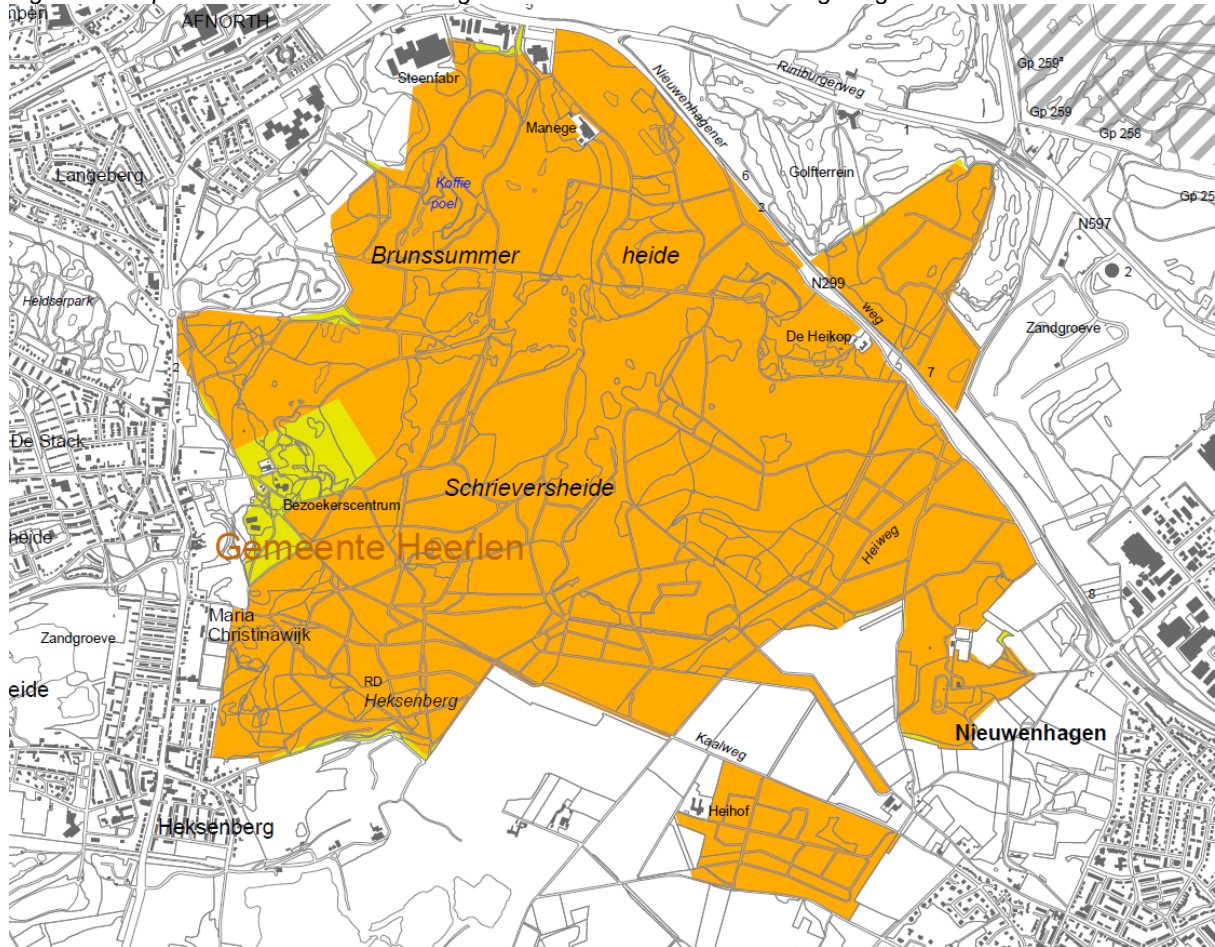 AFNORTH
Steenfabr
Rimburgerweg
Gp 259ª
Gp 259
Gp 258
Nieuwenhagener
Manege
1
Langeberg
Koffie
poel
6
Golfterrein
2
N597
Brunssummer heide
2
Heidserpark
N299
weg
Zandgroeve
De Heikop
2
7
De Stack
Schrieversheide
Bezoekerscentrum
Gemeente Heerlen
Heiweg
heide
8
Maria
Christinawijk
Zandgroeve
eide
RD
Heksenberg
Nieuwenhagen
Kaalweg
Heihof
Heksenberg